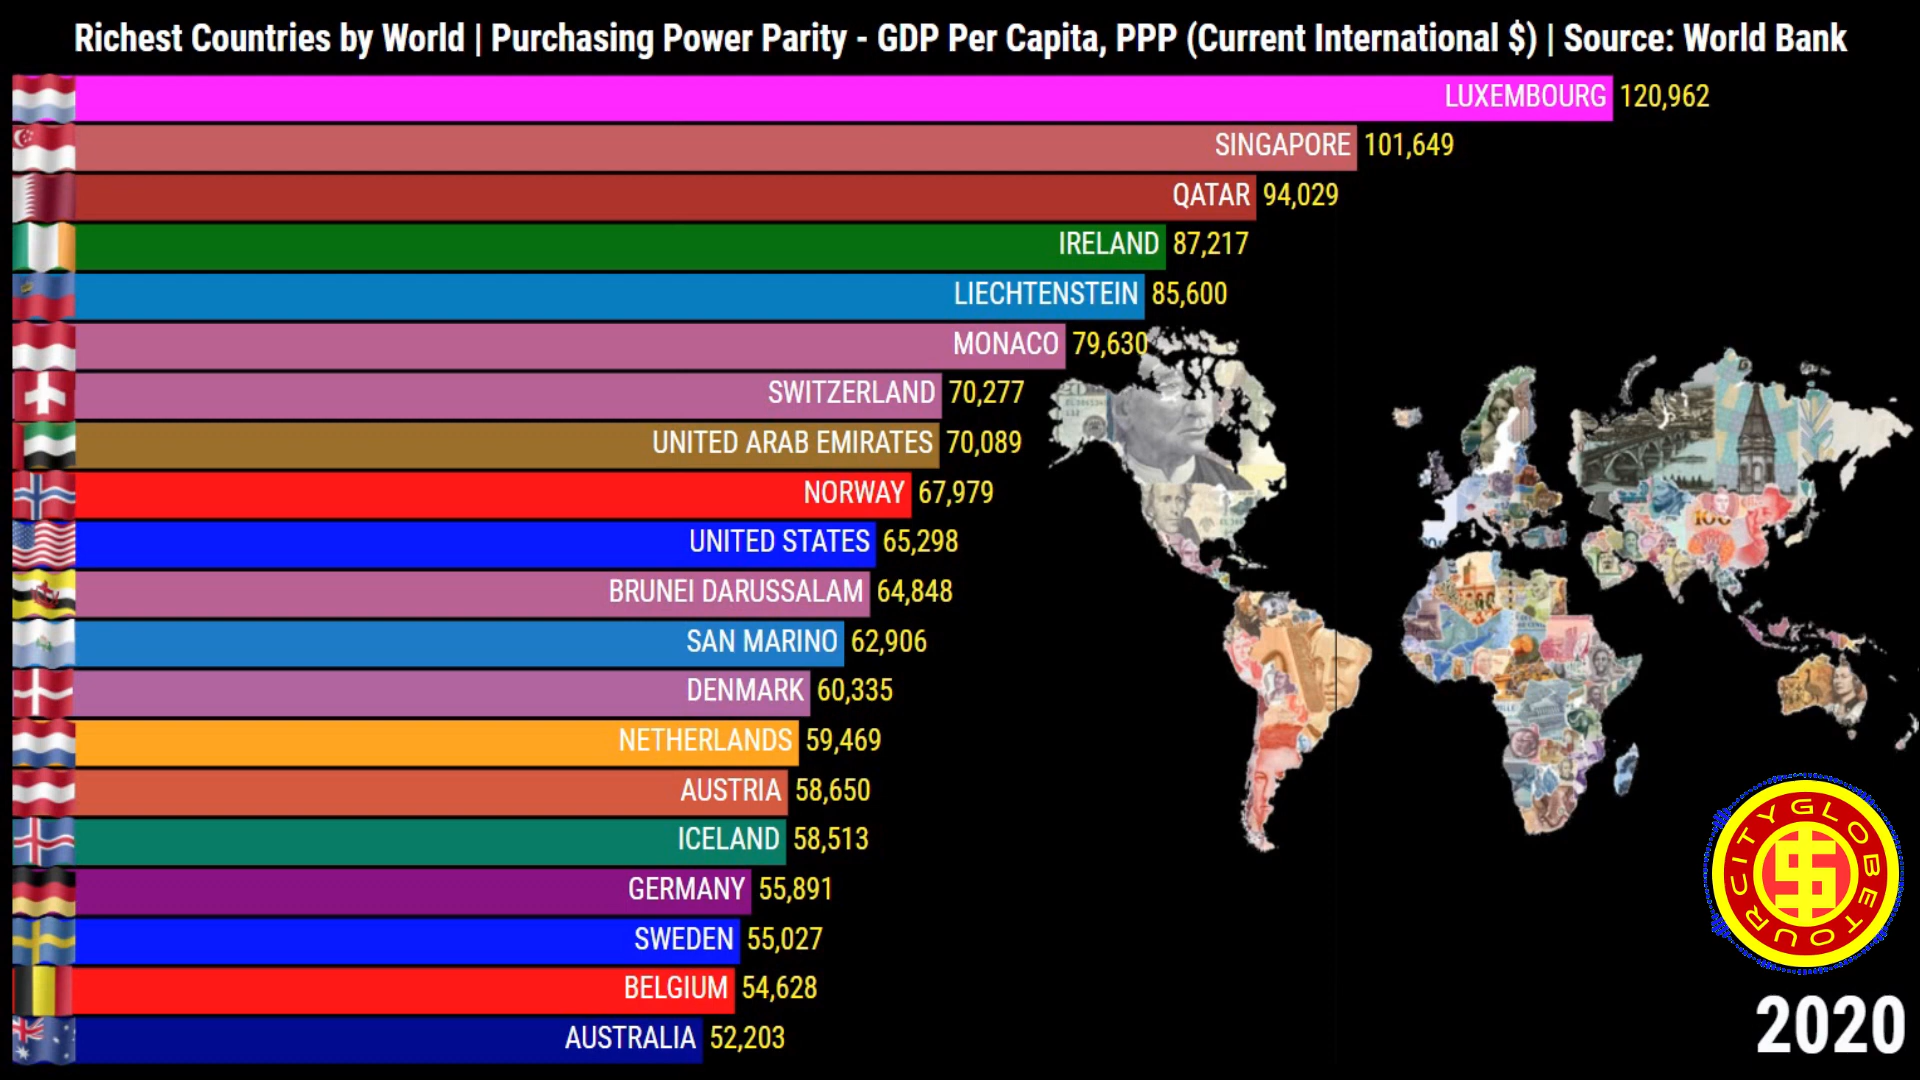 Richest Countries by World | Purchasing Power Parity - GDP Per Capita, PPP (Current International $) | Source: World Bank
LUXEMBOURG 120,962
SINGAPORE 101,649
QATAR 94,029
IRELAND 87,217
LIECHTENSTEIN 85,600
MONACO 79,630
SWITZERLAND 70,277
UNITED ARAB EMIRATES 70,089
NORWAY 67,979
UNITED STATES 65,298
BRUNEI DARUSSALAM 64,848
SAN MARINO 62,906
DENMARK 60,335
NETHERLANDS 59,469
AUSTRIA 58,650
ICELAND 58,513
GERMANY 55,891
SWEDEN 55,027
BELGIUM 54,628
AUSTRALIA 52,203
100
CITYGLOBETOUR
2020